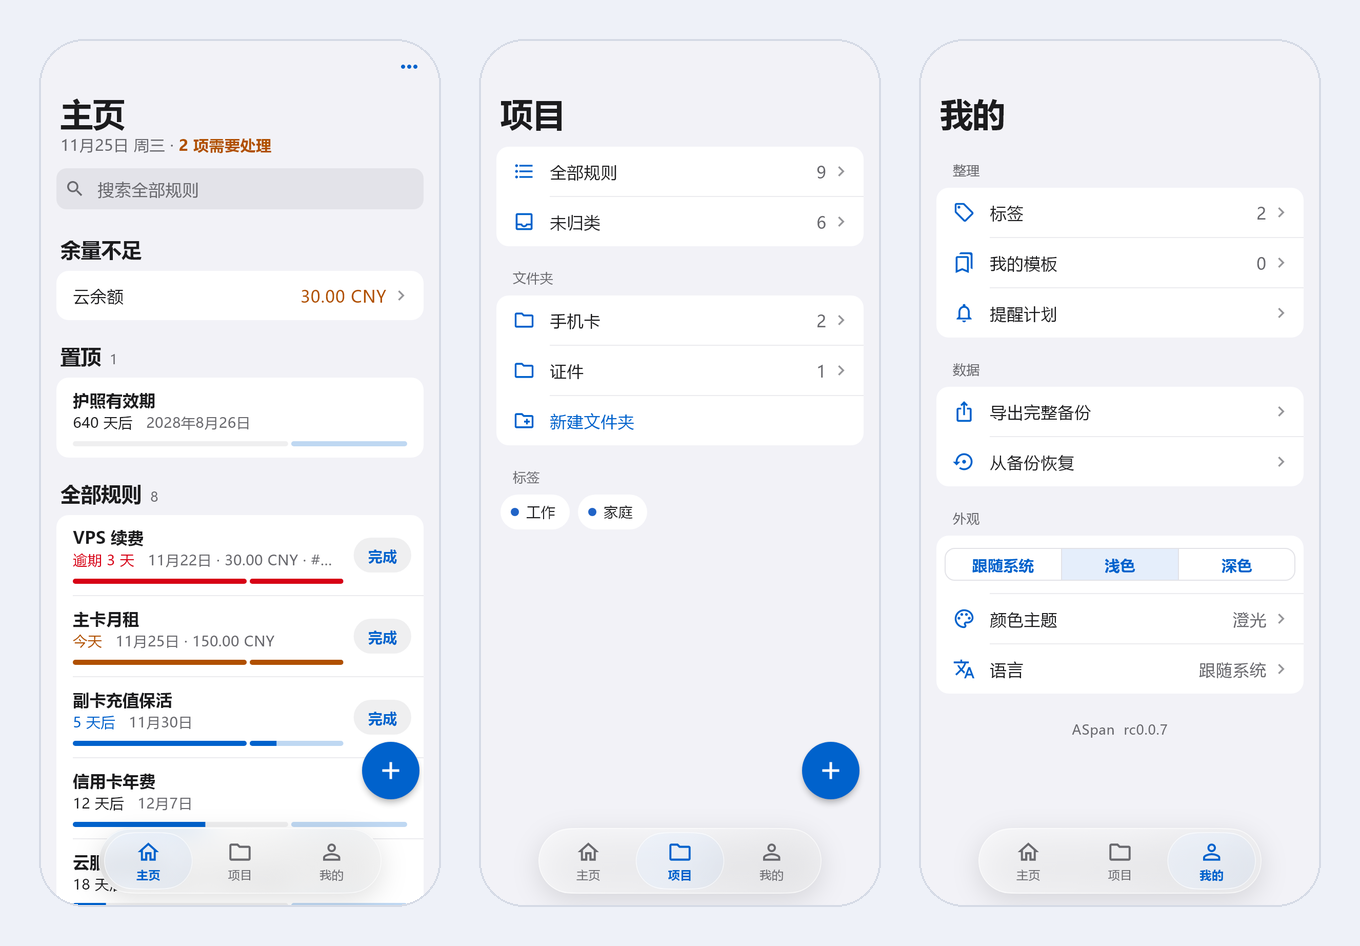 主页
11月25日 周三 · 2 项需要处理
搜索全部规则
余量不足
云余额 30.00 CNY
置顶 1
护照有效期
640 天后 2028年8月26日
全部规则 8
VPS 续费
逾期 3 天 11月22日 · 30.00 CNY · #...
完成
主卡月租
今天 11月25日 · 150.00 CNY
完成
副卡充值保活
5 天后 11月30日
完成
信用卡年费
12 天后 12月7日
18 天
主页 项目 我的
项目
全部规则 9
未归类 6
文件夹
手机卡 2
证件 1
新建文件夹
标签
工作 家庭
主页 项目 我的
我的
整理
标签 2
我的模板 0
提醒计划
数据
导出完整备份
从备份恢复
外观
跟随系统 浅色 深色
颜色主题 澄光
语言 跟随系统
ASpan rc0.0.7
主页 项目 我的